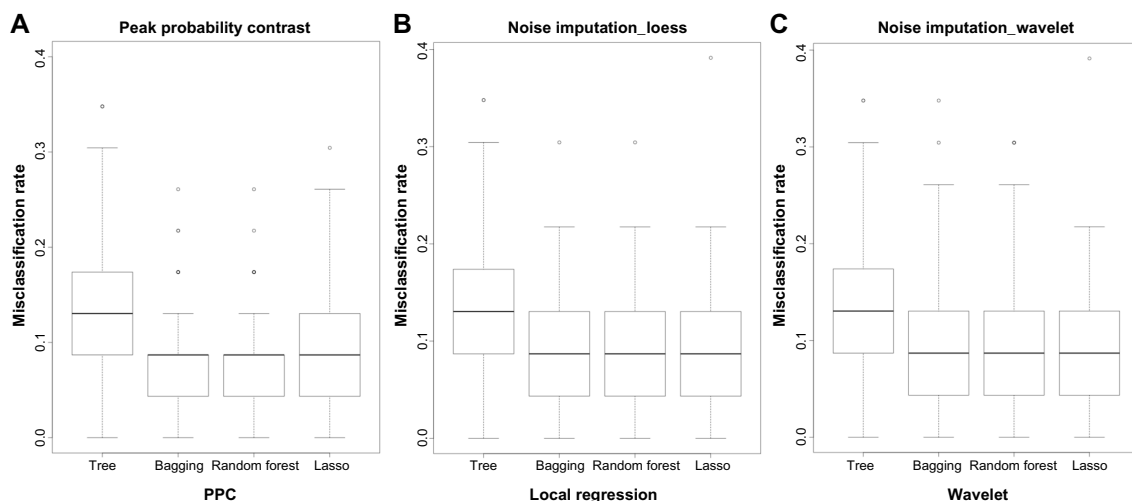 A
Peak probability contrast
Misclassification rate
0.4
0.3
0.2
0.1
0.0
Tree
Bagging
Random forest
Lasso
PPC
B
Noise imputation_loess
Misclassification rate
0.4
0.3
0.2
0.1
0.0
Tree
Bagging
Random forest
Lasso
Local regression
C
Noise imputation_wavelet
Misclassification rate
0.4
0.3
0.2
0.1
0.0
Tree
Bagging
Random forest
Lasso
Wavelet